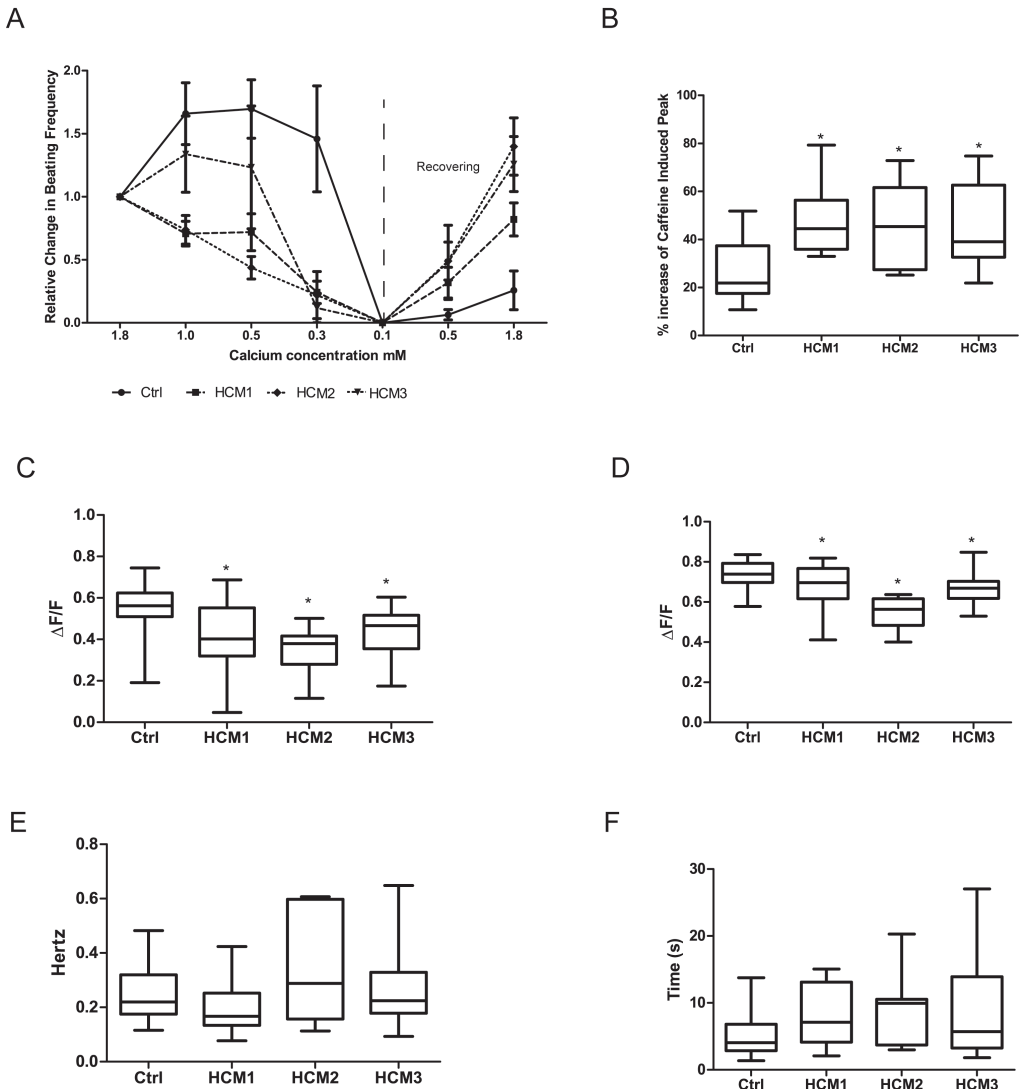 A
B
Relative Change in Beating Frequency
2.0
1.5
1.0
0.5
0.0
Recovering
1.8 1.0 0.5 0.3 0.1 0.5 1.8
Calcium concentration mM
Ctrl HCM1 HCM2 HCM3
% increase of Caffeine Induced Peak
100
80
60
40
20
0
* * *
Ctrl HCM1 HCM2 HCM3
C
D
ΔF/F
1.0
0.8
0.6
0.4
0.2
0.0
* * *
Ctrl HCM1 HCM2 HCM3
ΔF/F
1.0
0.8
0.6
0.4
0.2
0.0
* * *
Ctrl HCM1 HCM2 HCM3
E
F
Hertz
0.8
0.6
0.4
0.2
0.0
Ctrl HCM1 HCM2 HCM3
Time (s)
30
20
10
0
Ctrl HCM1 HCM2 HCM3